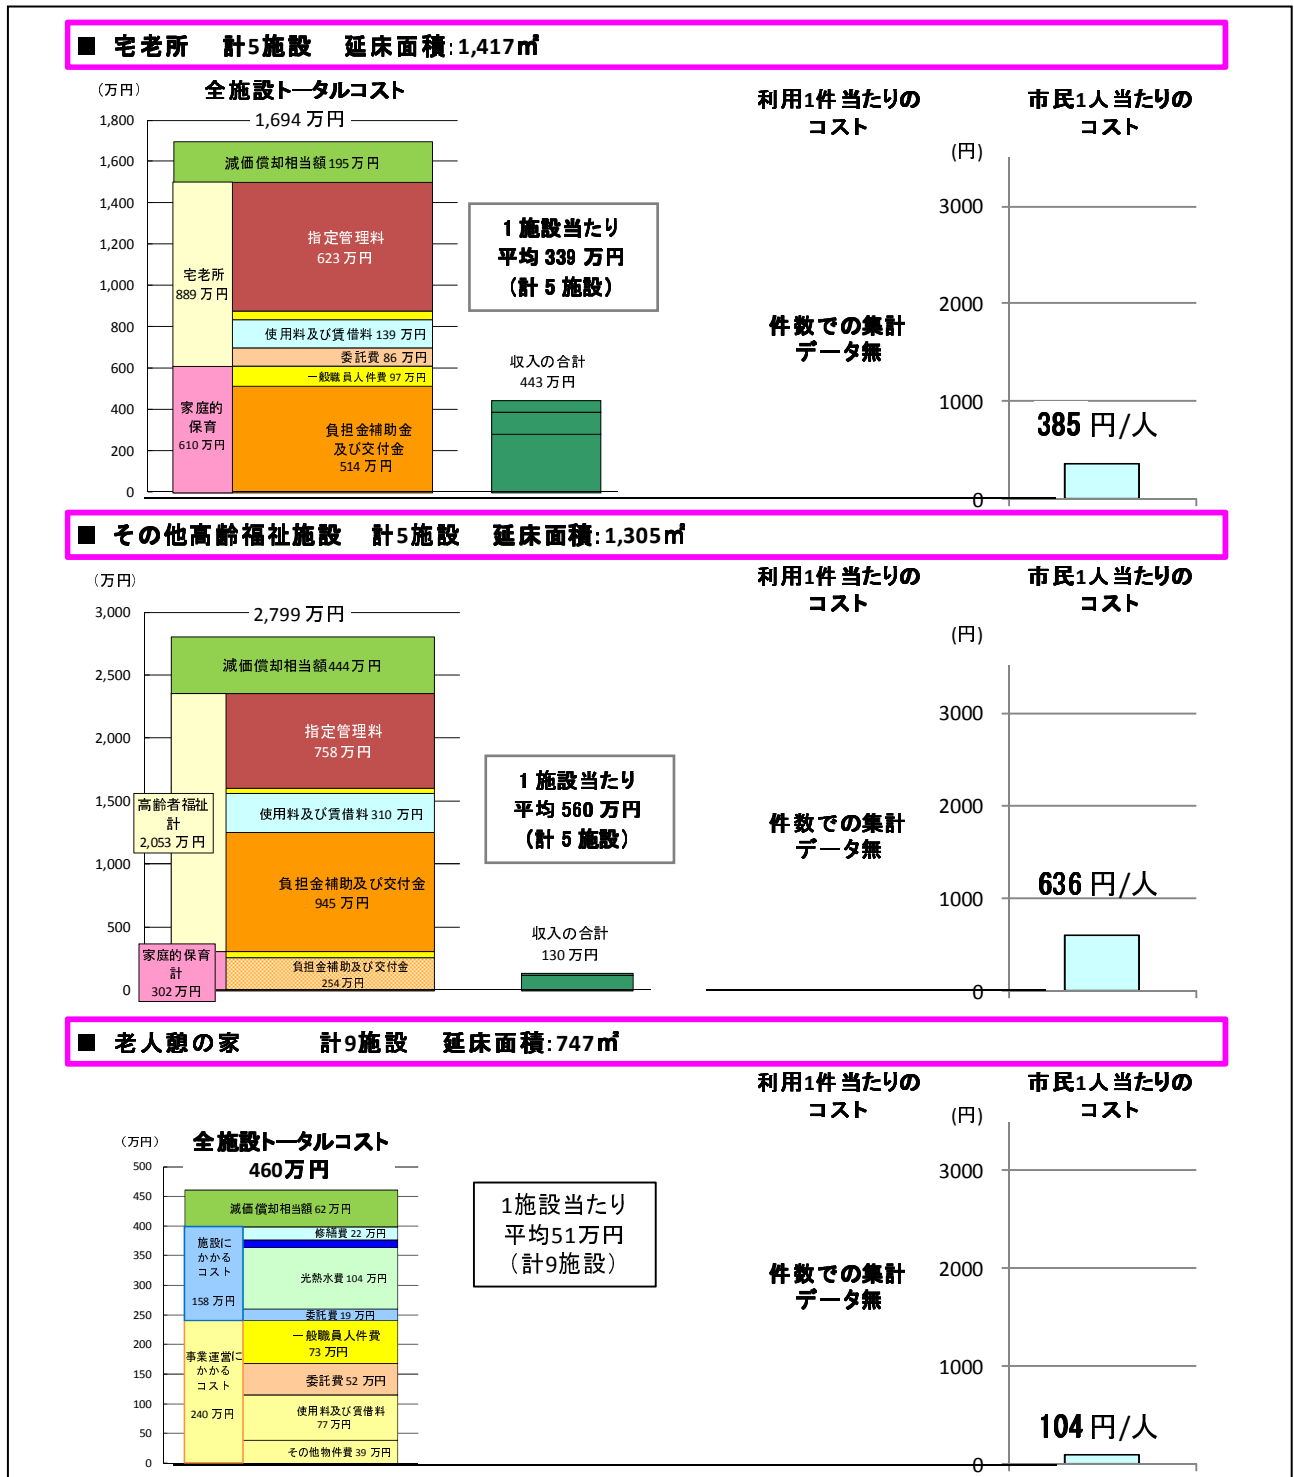 ■ 宅老所 計5施設 延床面積:1,417㎡
（万円）
全施設トータルコスト
1,694 万円
1,800
1,600
1,400
1,200
1,000
800
600
400
200
0
減価償却相当額195万円
指定管理料
623 万円
宅老所
889 万円
使用料及び賃借料 139 万円
委託費 86 万円
一般職員人件費 97 万円
家庭的
保育
610 万円
負担金補助金
及び交付金
514 万円
1 施設当たり
平均 339 万円
（計 5 施設）
収入の合計
443 万円
利用1件当たりの
コスト
件数での集計
データ無
市民1人当たりの
コスト
(円)
3000
2000
1000
0
385 円/人
■ その他高齢福祉施設 計5施設 延床面積:1,305㎡
（万円）
2,799 万円
3,000
2,500
2,000
1,500
1,000
500
0
減価償却相当額444万円
指定管理料
758 万円
高齢者福祉
計
2,053 万円
使用料及び賃借料 310 万円
負担金補助及び交付金
945 万円
家庭的保育
計
302 万円
負担金補助及び交付金
254万円
1 施設当たり
平均 560 万円
（計 5 施設）
収入の合計
130 万円
利用1件当たりの
コスト
件数での集計
データ無
市民1人当たりの
コスト
(円)
3000
2000
1000
0
636 円/人
■ 老人憩の家 計9施設 延床面積:747㎡
（万円）
全施設トータルコスト
460万円
500
450
400
350
300
250
200
150
100
50
0
減価償却相当額 62 万円
修繕費 22 万円
施設に
かかる
コスト
158 万円
光熱水費 104 万円
委託費 19 万円
一般職員人件費
73 万円
事業運営に
かかる
コスト
240 万円
委託費 52 万円
使用料及び賃借料
77 万円
その他物件費 39 万円
1施設当たり
平均51万円
（計9施設）
利用1件当たりの
コスト
件数での集計
データ無
市民1人当たりの
コスト
(円)
3000
2000
1000
0
104 円/人